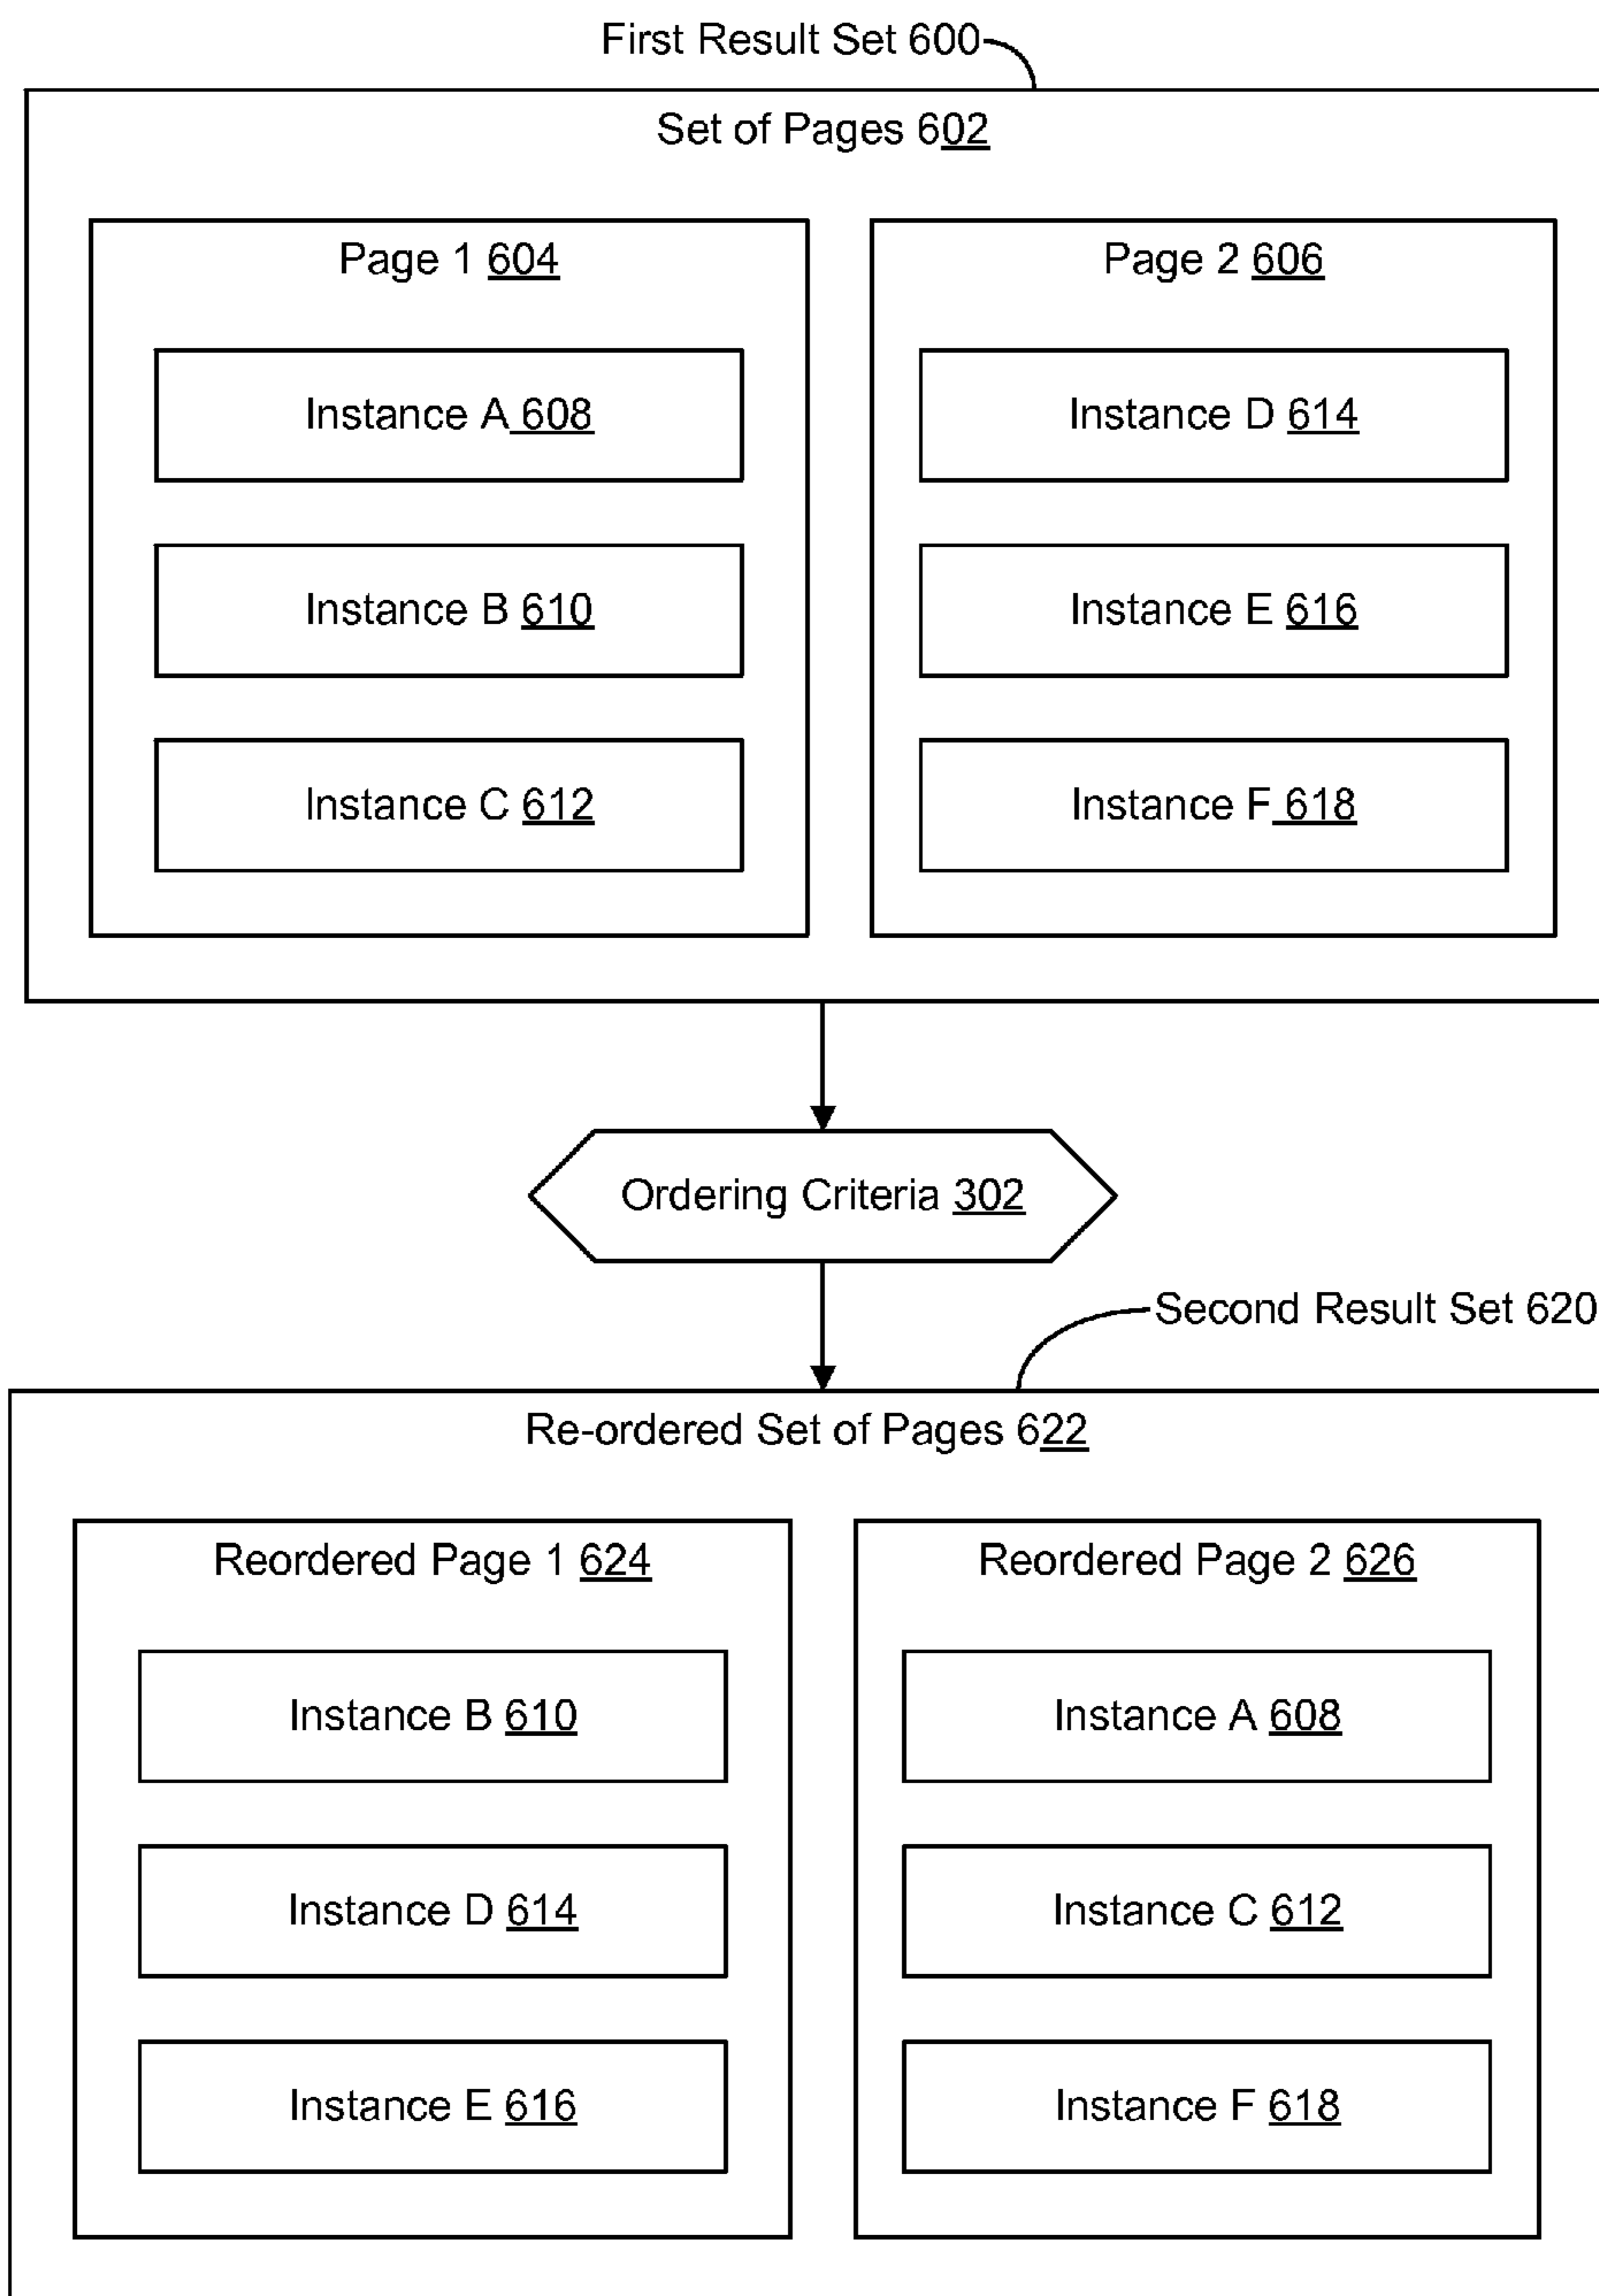 First Result Set 600
Set of Pages 602
Page 1 604
Instance A 608
Instance B 610
Instance C 612
Page 2 606
Instance D 614
Instance E 616
Instance F 618
Ordering Criteria 302
Second Result Set 620
Re-ordered Set of Pages 622
Reordered Page 1 624
Instance B 610
Instance D 614
Instance E 616
Reordered Page 2 626
Instance A 608
Instance C 612
Instance F 618